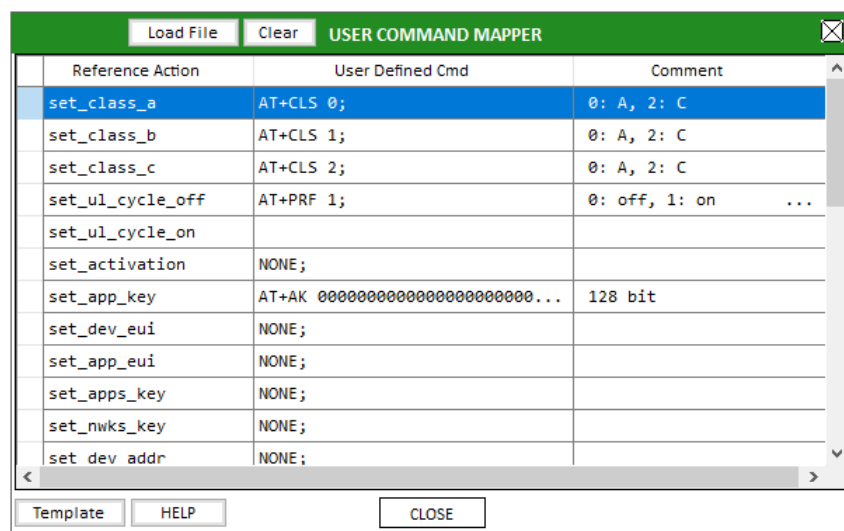 Load File Clear USER COMMAND MAPPER
Reference Action User Defined Cmd Comment
set_class_a AT+CLS 0; 0: A, 2: C
set_class_b AT+CLS 1; 0: A, 2: C
set_class_c AT+CLS 2; 0: A, 2: C
set_ul_cycle_off AT+PRF 1; 0: off, 1: on ...
set_ul_cycle_on
set_activation NONE;
set_app_key AT+AK 00000000000000000000000... 128 bit
set_dev_eui NONE;
set_app_eui NONE;
set_apps_key NONE;
set_nwks_key NONE;
set_dev_addr NONE;
Template HELP CLOSE